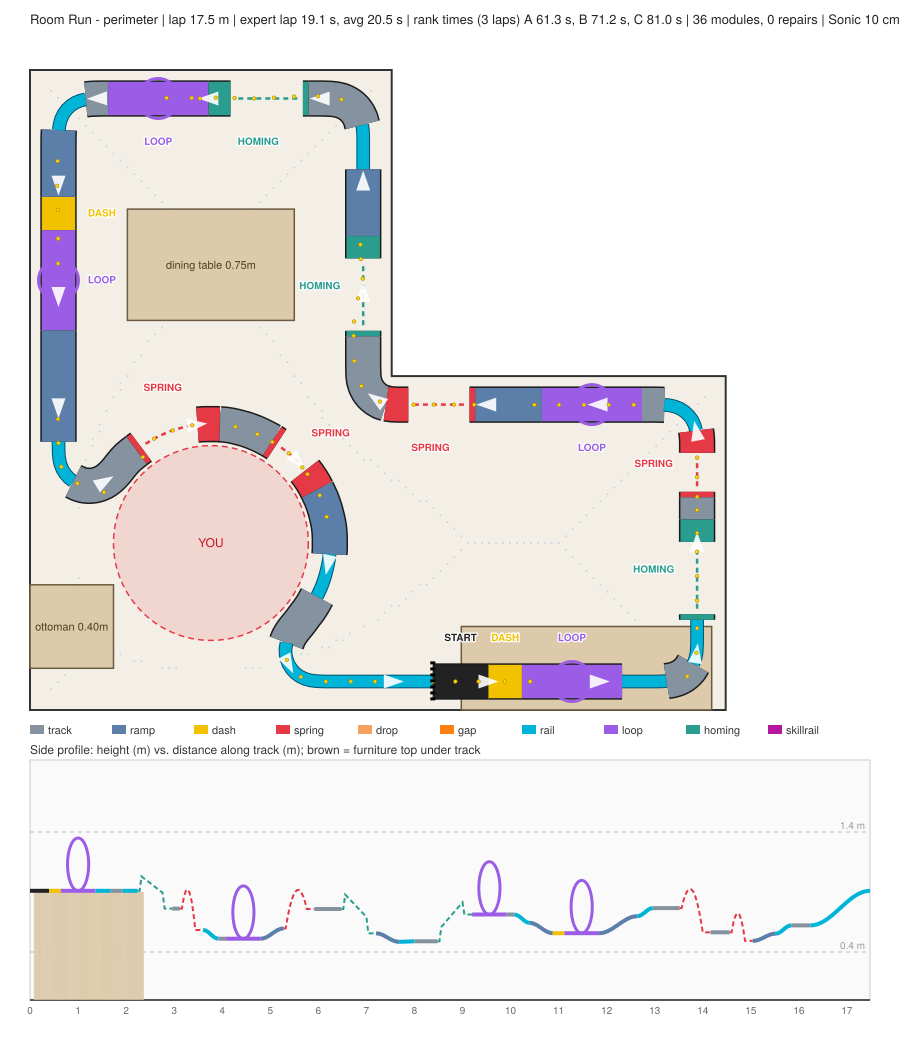 Room Run - perimeter | lap 17.5 m | expert lap 19.1 s, avg 20.5 s | rank times (3 laps) A 61.3 s, B 71.2 s, C 81.0 s | 36 modules, 0 repairs | Sonic 10 cm
LOOP
HOMING
DASH
dining table 0.75m
LOOP
HOMING
SPRING
SPRING
SPRING
LOOP
SPRING
YOU
HOMING
ottoman 0.40m
START
DASH
LOOP
track
ramp
dash
spring
drop
gap
rail
loop
homing
skillrail
Side profile: height (m) vs. distance along track (m); brown = furniture top under track
1.4 m
0.4 m
0 1 2 3 4 5 6 7 8 9 10 11 12 13 14 15 16 17